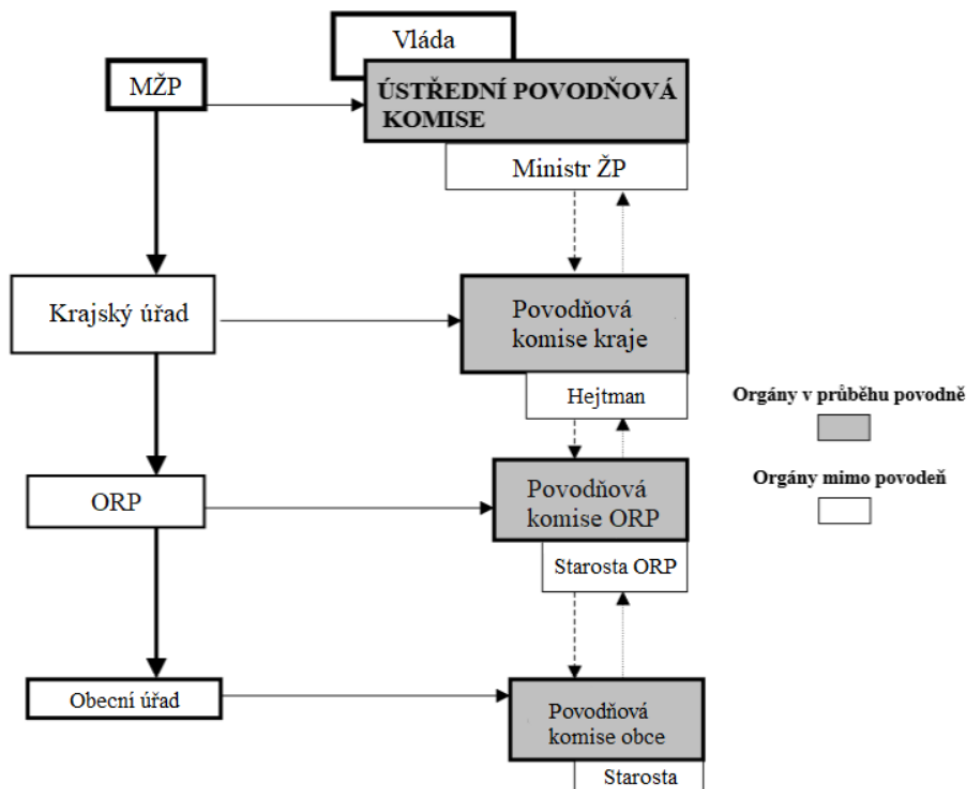 Vláda
MŽP
ÚSTŘEDNÍ POVODŇOVÁ
KOMISE
Ministr ŽP
Krajský úřad
Povodňová
komise kraje
Hejtman
Orgány v průběhu povodně
Orgány mimo povodeň
ORP
Povodňová
komise ORP
Starosta ORP
Obecní úřad
Povodňová
komise obce
Starosta